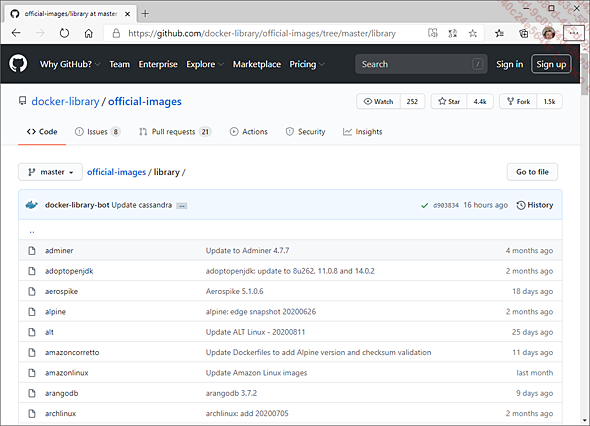 official-images/library at master
https://github.com/docker-library/official-images/tree/master/library
Why GitHub? Team Enterprise Explore Marketplace Pricing Search / Sign in Sign up
docker-library / official-images Watch 252 Star 4.4k Fork 1.5k
Code Issues 8 Pull requests 21 Actions Security Insights
master official-images / library / Go to file
docker-library-bot Update cassandra ... d903834 16 hours ago History
..
adminer Update to Adminer 4.7.7 4 months ago
adoptopenjdk adoptopenjdk: update to 8u262, 11.0.8 and 14.0.2 2 months ago
aerospike Aerospike 5.1.0.6 18 days ago
alpine alpine: edge snapshot 20200626 2 months ago
alt Update ALT Linux - 20200811 25 days ago
amazoncorretto Update Dockerfiles to add Alpine version and checksum validation 11 days ago
amazonlinux Update Amazon Linux images last month
arangodb arangodb 3.7.2 9 days ago
archlinux archlinux: add 20200705 2 months ago